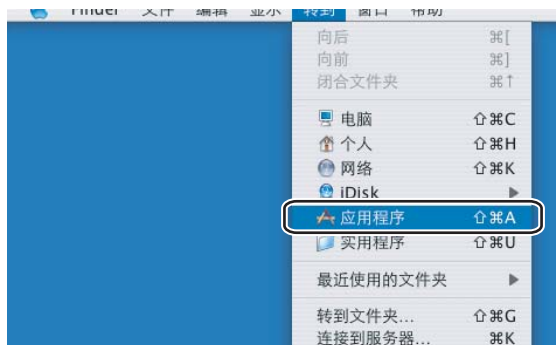 Finder 文件 编辑 显示 转到 窗口 帮助
向后 ⌘[
向前 ⌘]
闭合文件夹 ⌘↑
电脑 ⇧⌘C
个人 ⇧⌘H
网络 ⇧⌘K
iDisk ▶
应用程序 ⇧⌘A
实用程序 ⇧⌘U
最近使用的文件夹 ▶
转到文件夹... ⇧⌘G
连接到服务器... ⌘K